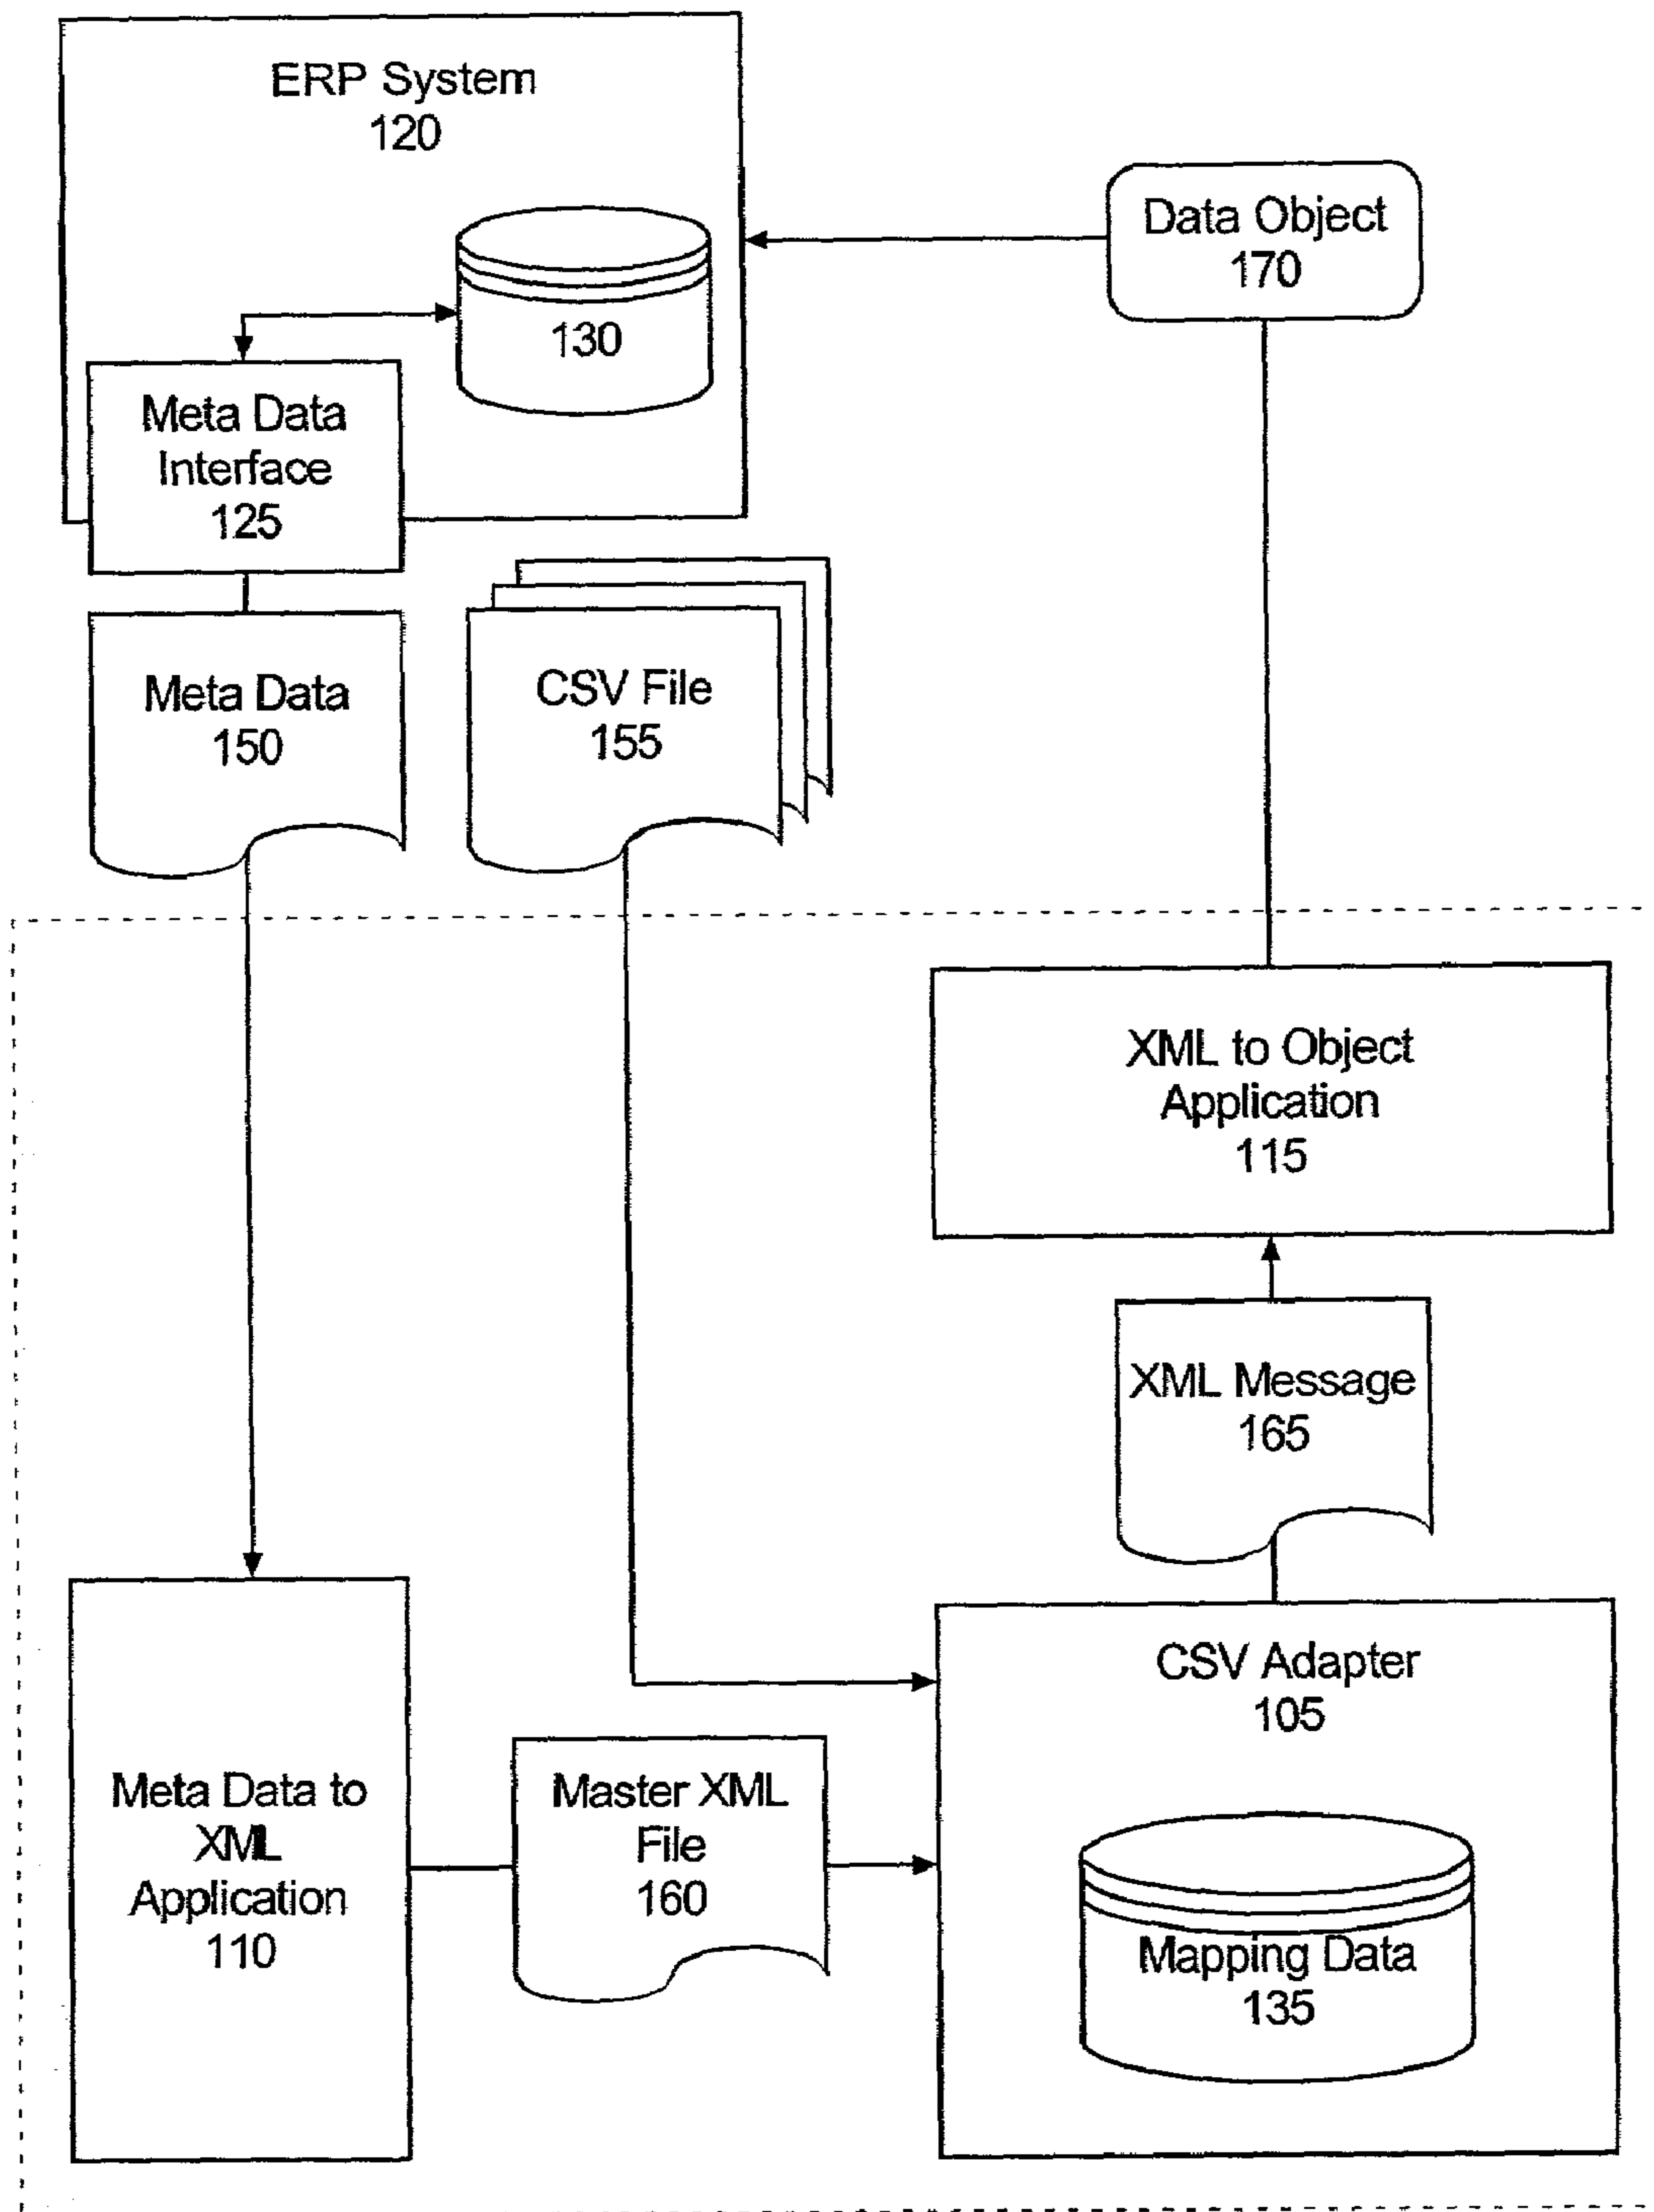 ERP System
120
Data Object
170
130
Meta Data
Interface
125
Meta Data
150
CSV File
155
XML to Object
Application
115
XML Message
165
CSV Adapter
105
Meta Data to
XML
Application
110
Master XML
File
160
Mapping Data
135